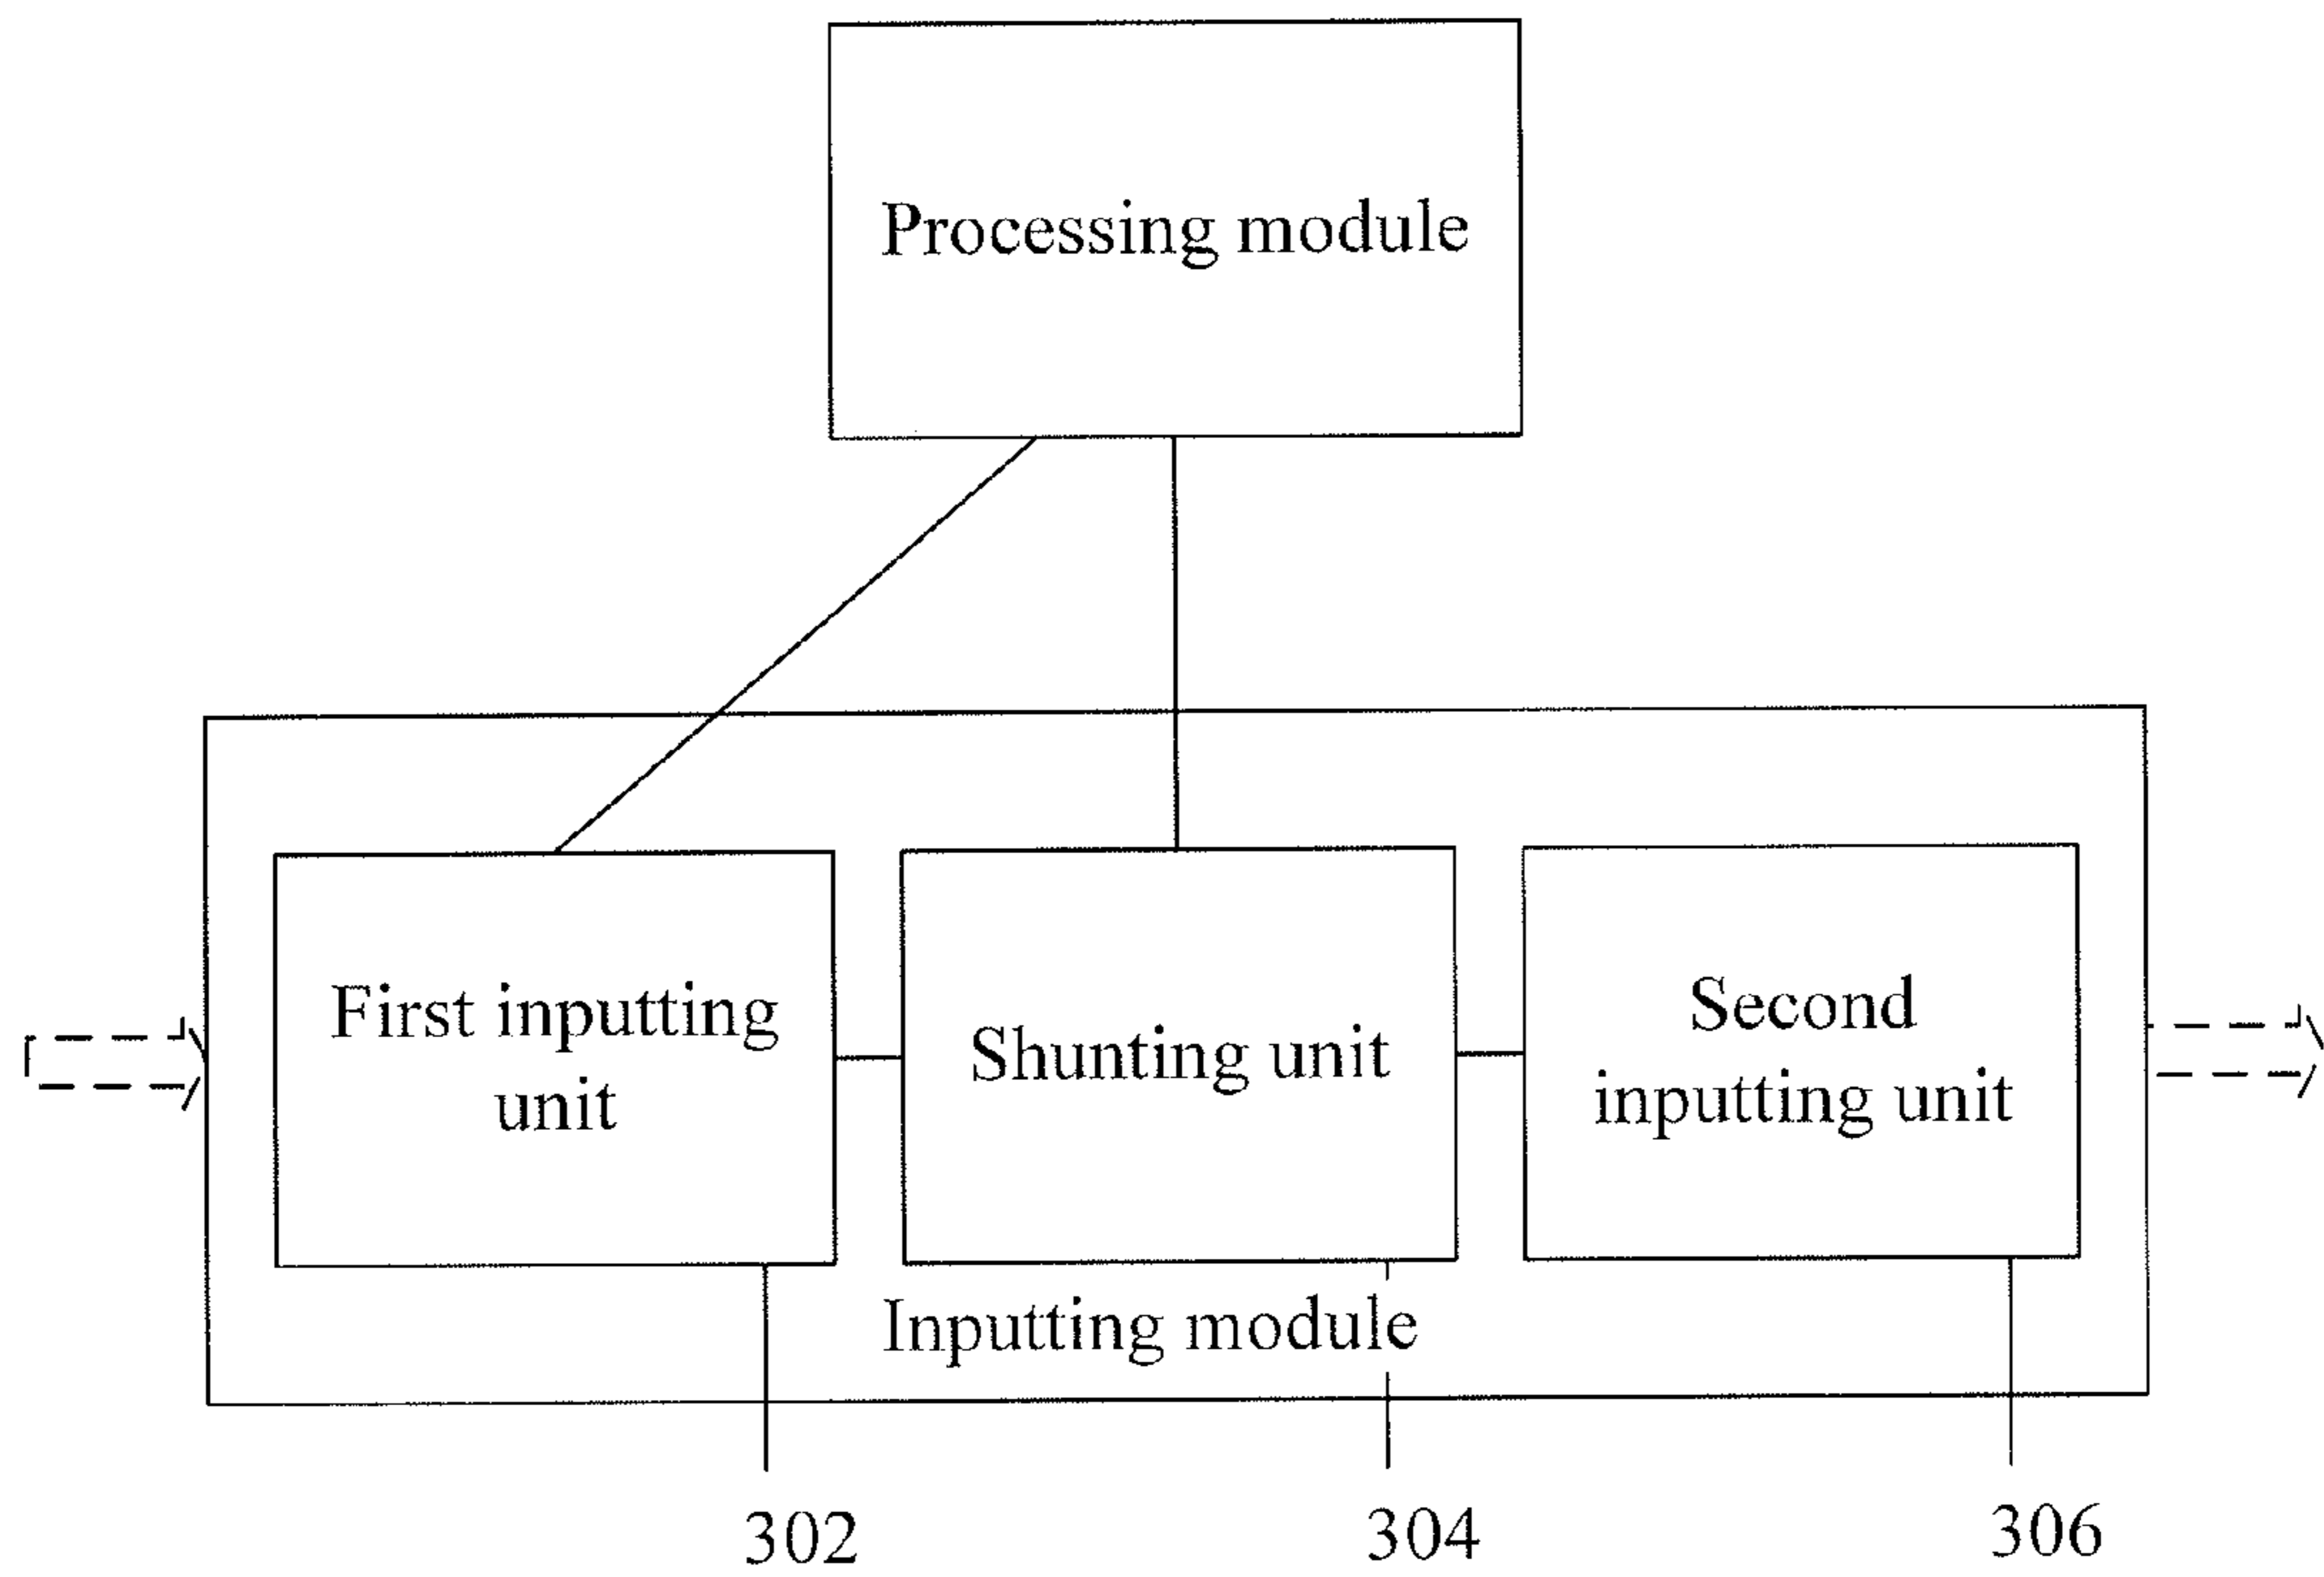 Processing module
First inputting
unit
Shunting unit
Second
inputting unit
Inputting module
302
304
306